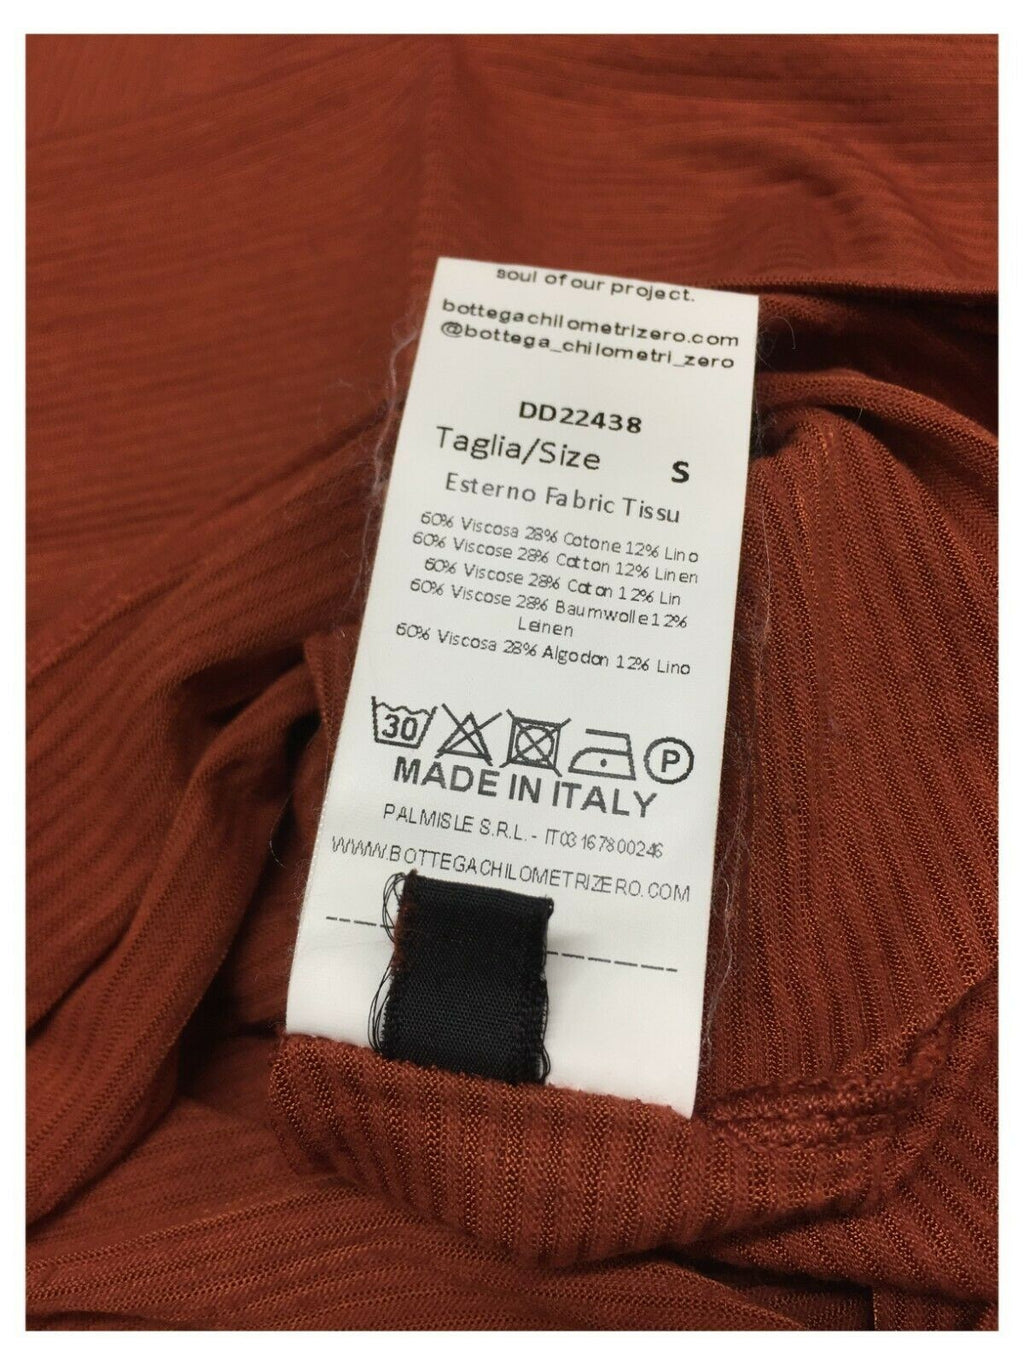 soul of our project.
bottegachilometrizero.com
@bottega_chilometri_zero
DD22438
Taglia/Size S
Esterno Fabric Tissu
60% Viscosa 28% Cotone 12% Lino
60% Viscose 28% Cotton 12% Linen
60% Viscose 28% Coton 12% Lin
60% Viscose 28% Baumwolle 12%
Leinen
60% Viscosa 28% Algodon 12% Lino
30 P
MADE IN ITALY
PALMISLE S.R.L. - IT03167800246
WWW.BOTTEGACHILOMETRIZERO.COM